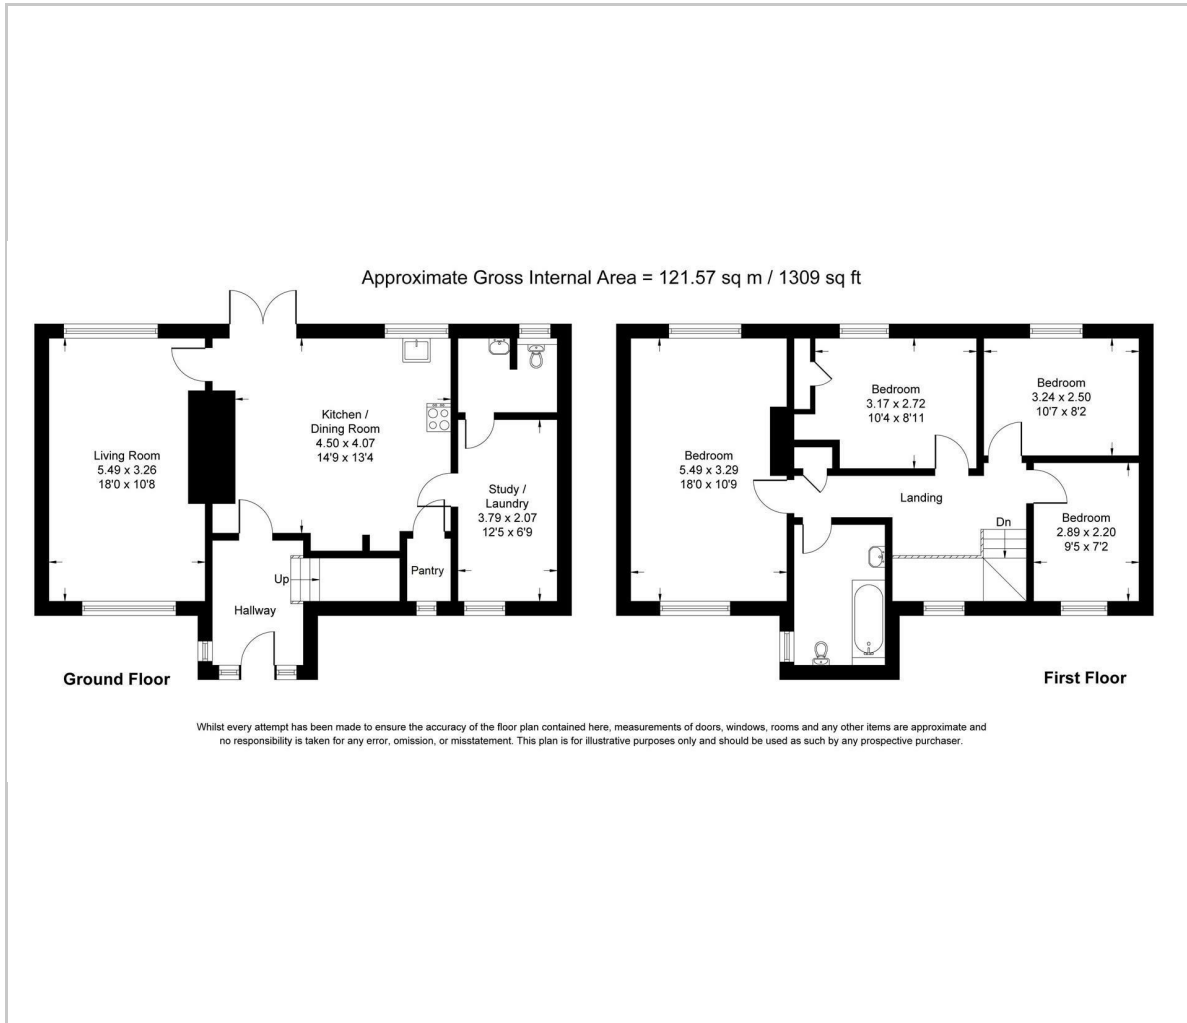 Approximate Gross Internal Area = 121.57 sq m / 1309 sq ft
Living Room
5.49 x 3.26
18'0 x 10'8
Kitchen /
Dining Room
4.50 x 4.07
14'9 x 13'4
Study /
Laundry
3.79 x 2.07
12'5 x 6'9
Pantry
Up
Hallway
Ground Floor
Bedroom
5.49 x 3.29
18'0 x 10'9
Bedroom
3.17 x 2.72
10'4 x 8'11
Bedroom
3.24 x 2.50
10'7 x 8'2
Landing
Dn
Bedroom
2.89 x 2.20
9'5 x 7'2
First Floor
Whilst every attempt has been made to ensure the accuracy of the floor plan contained here, measurements of doors, windows, rooms and any other items are approximate and
no responsibility is taken for any error, omission, or misstatement. This plan is for illustrative purposes only and should be used as such by any prospective purchaser.